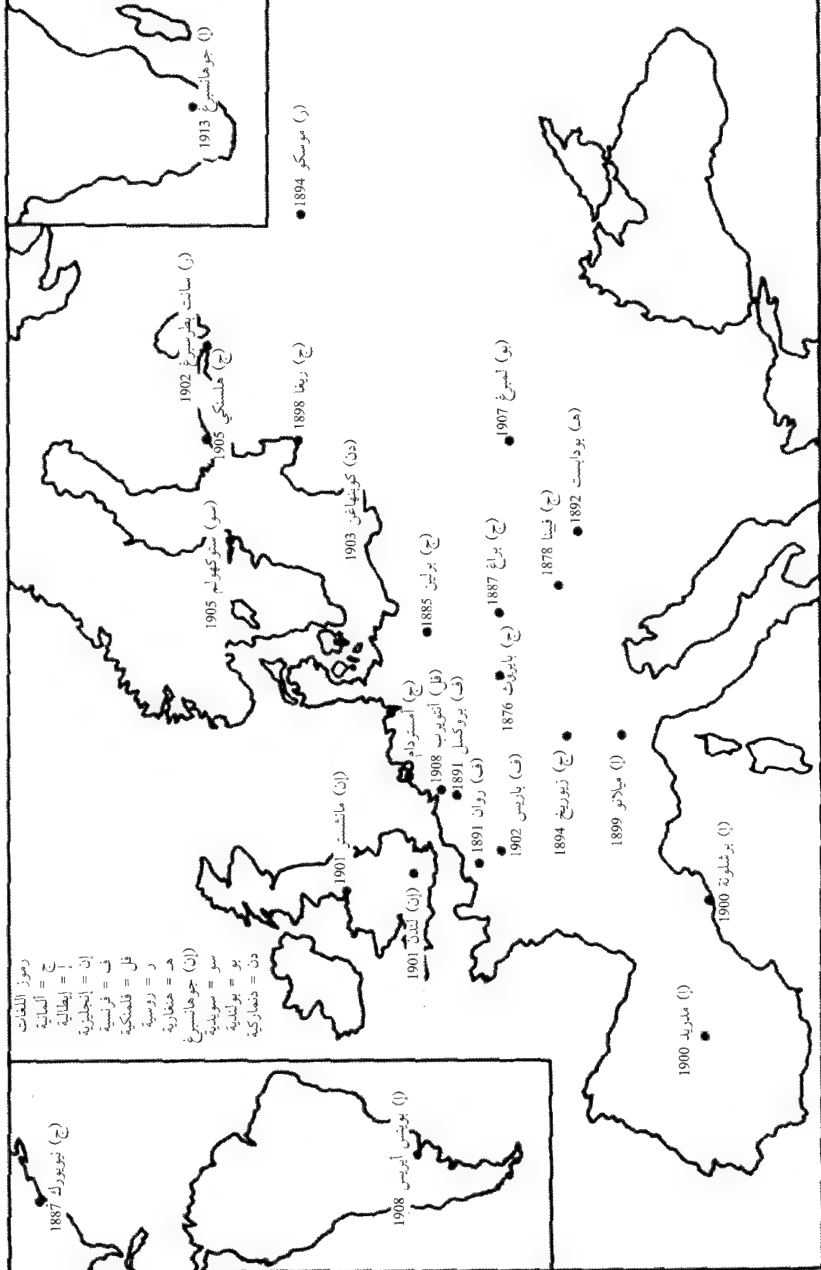 رموز اللغات
ج = ألمانية
إ = إيطالية
إن = إنجليزية
ف = فرنسية
فل = فلمنكية
ر = روسية
هـ = هنغارية
(إن) جوهانسبرغ
سو = سويدية
بو = بولندية
دن = دنماركية
(ج) نيويورك 1887
(إ) بوينس أيريس 1908
(إ) جوهانسبرغ 1913
(ر) موسكو 1894
(ر) سانت بطرسبرغ 1902
(ج) هلسنكي 1905
(ج) ريغا 1898
(سو) ستوكهولم 1905
(دن) كوبنهاغن 1903
(بو) لمبرغ 1907
(هـ) بودابست 1892
(ج) فيينا 1878
(ج) براغ 1887
(ج) برلين 1885
(ج) بايروث 1876
(ج) أمستردام
(فل) أنتويرب 1908
(ف) بروكسل 1891
(ف) روان 1891
(ف) باريس 1902
(ج) زيوريخ 1894
(إ) ميلانو 1899
(إن) مانشستر 1901
(إن) لندن 1901
(إ) برشلونة 1900
(إ) مدريد 1900